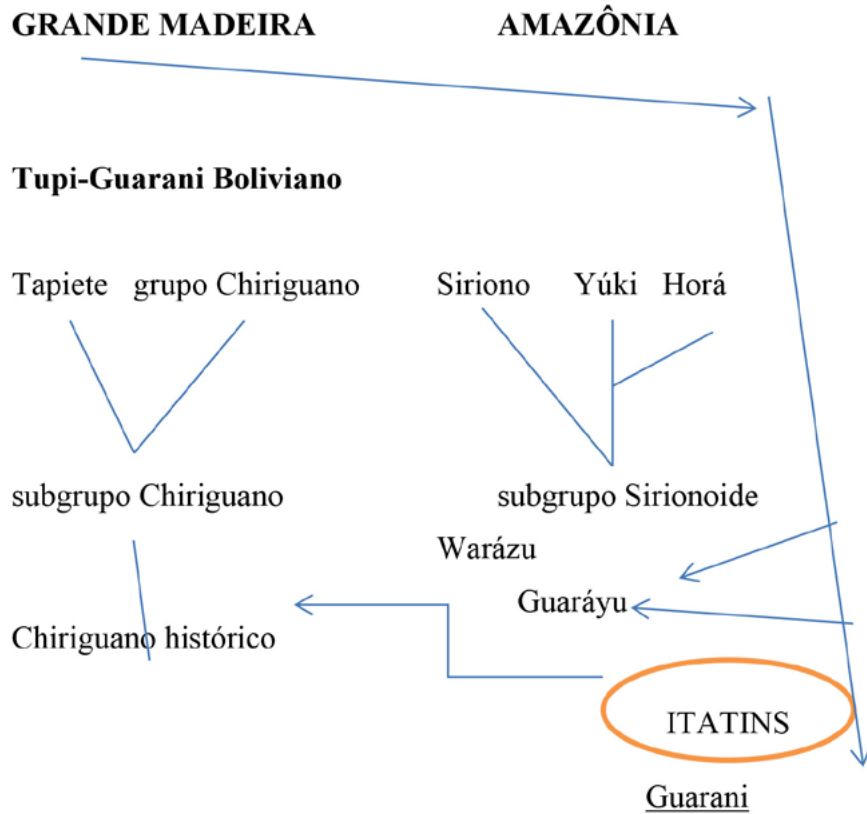 GRANDE MADEIRA AMAZÔNIA
Tupi-Guarani Boliviano
Tapiete grupo Chiriguano Siriono Yúki Horá
subgrupo Chiriguano subgrupo Sirionoide
Warázu
Guaráyu
Chiriguano histórico
ITATINS
Guarani